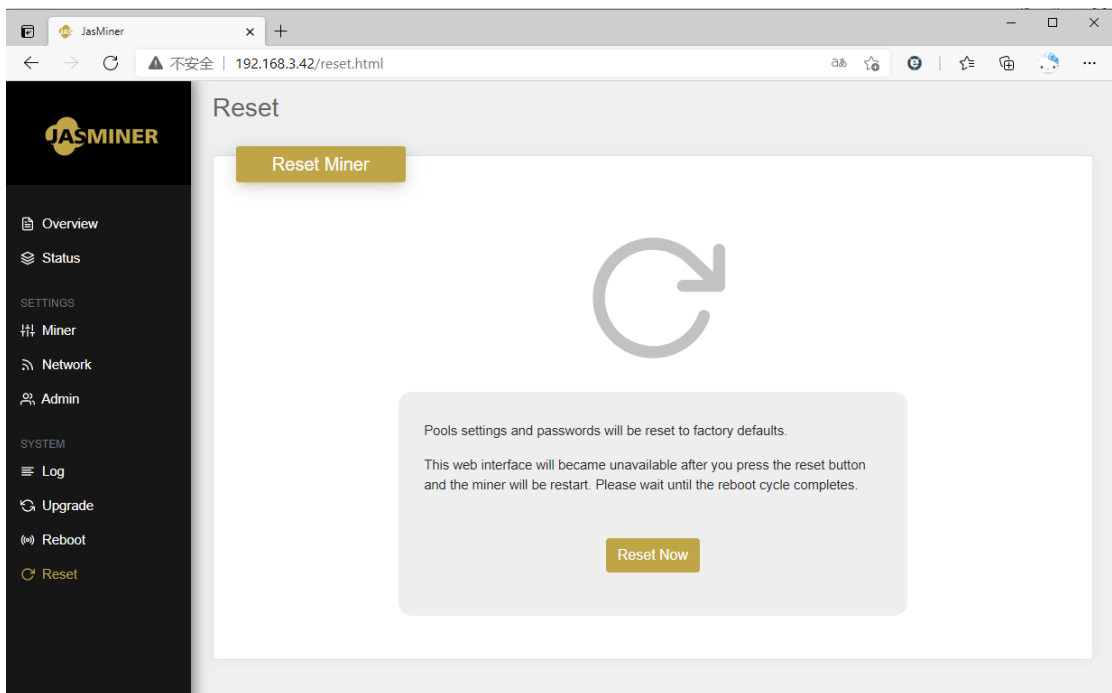 JasMiner
不安全 | 192.168.3.42/reset.html
JASMINER
Reset
Reset Miner
Overview
Status
SETTINGS
Miner
Network
Admin
SYSTEM
Log
Upgrade
Reboot
Reset
Pools settings and passwords will be reset to factory defaults.
This web interface will became unavailable after you press the reset button
and the miner will be restart. Please wait until the reboot cycle completes.
Reset Now